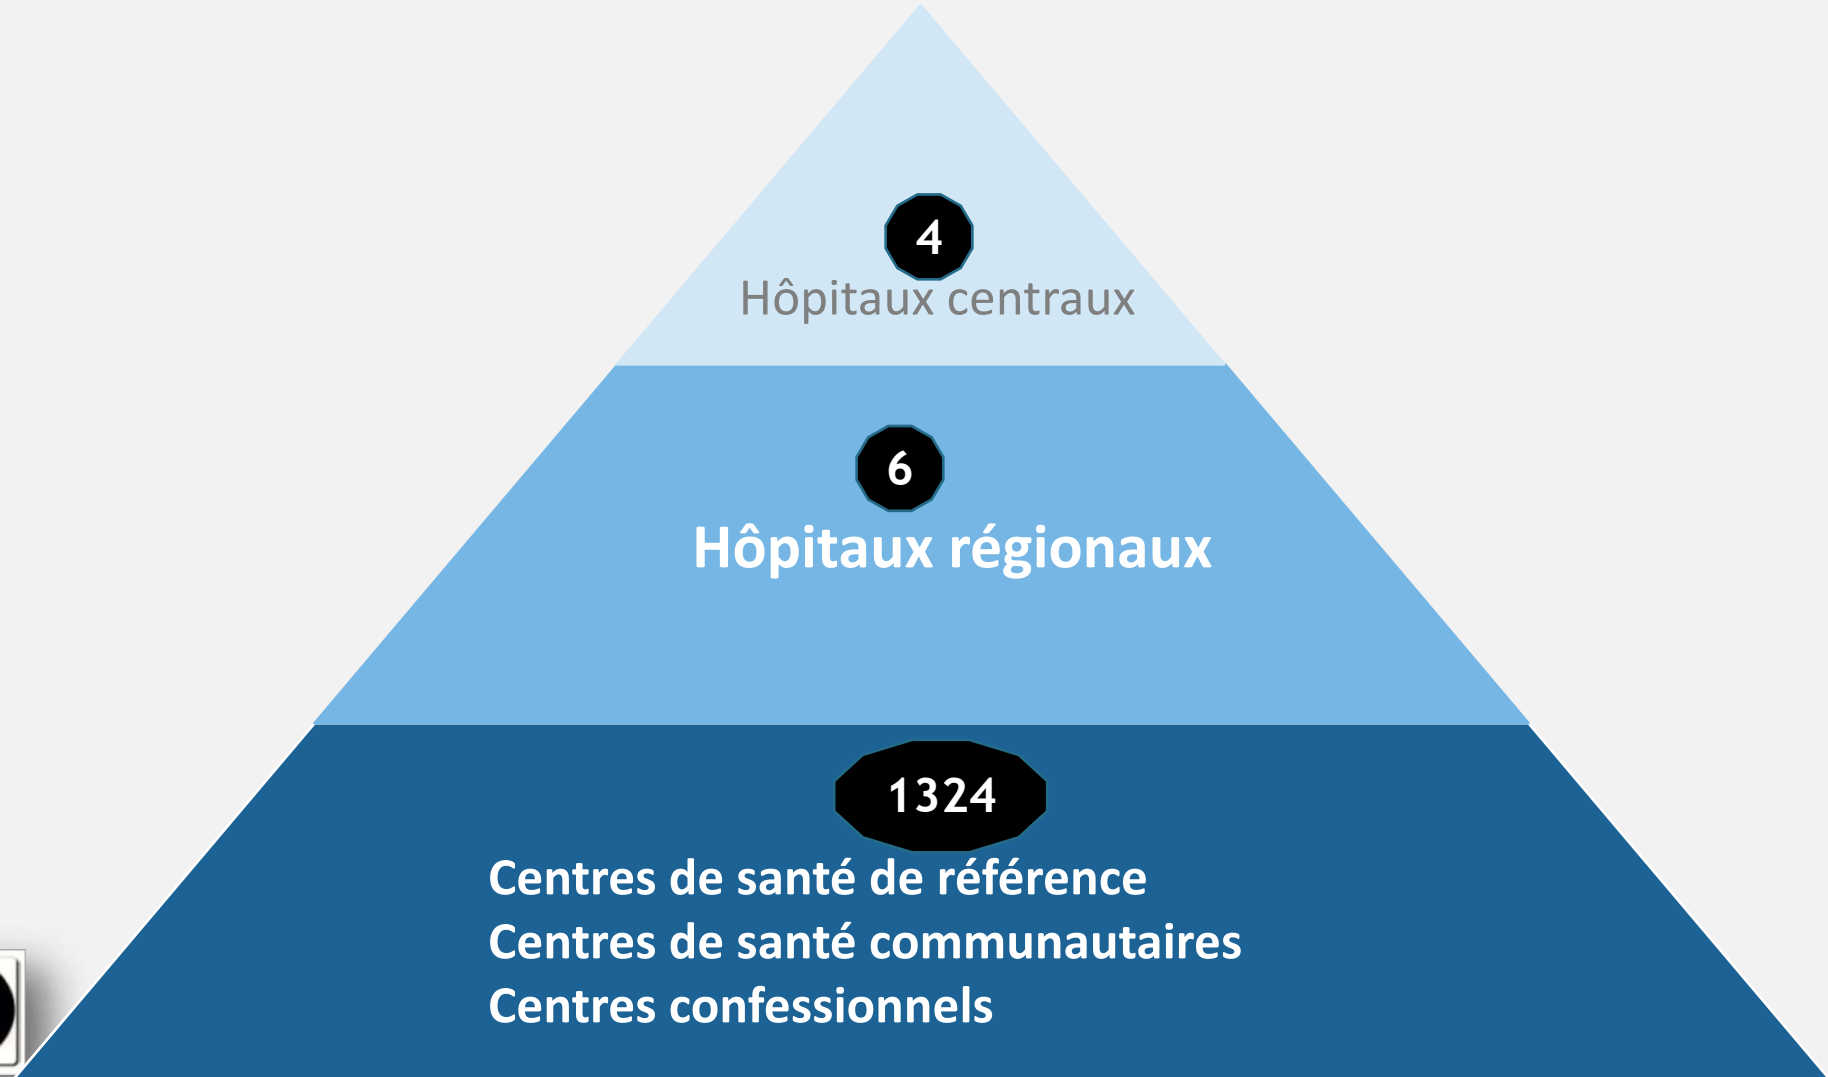 4
Hôpitaux centraux
6
Hôpitaux régionaux
1324
Centres de santé de référence
Centres de santé communautaires
Centres confessionnels